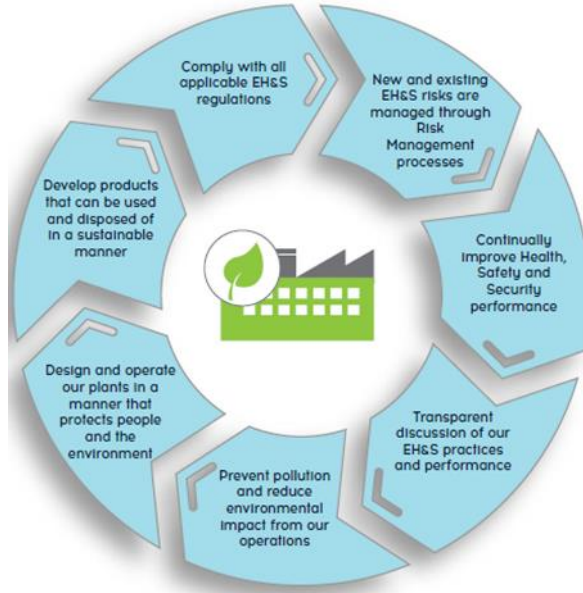 Comply with all
applicable EH&S
regulations
New and existing
EH&S risks are
managed through
Risk
Management
processes
Continually
improve Health,
Safety and
Security
performance
Transparent
discussion of our
EH&S practices
and performance
Prevent pollution
and reduce
environmental
impact from our
operations
Design and operate
our plants in a
manner that
protects people
and the
environment
Develop products
that can be used
and disposed of
in a sustainable
manner